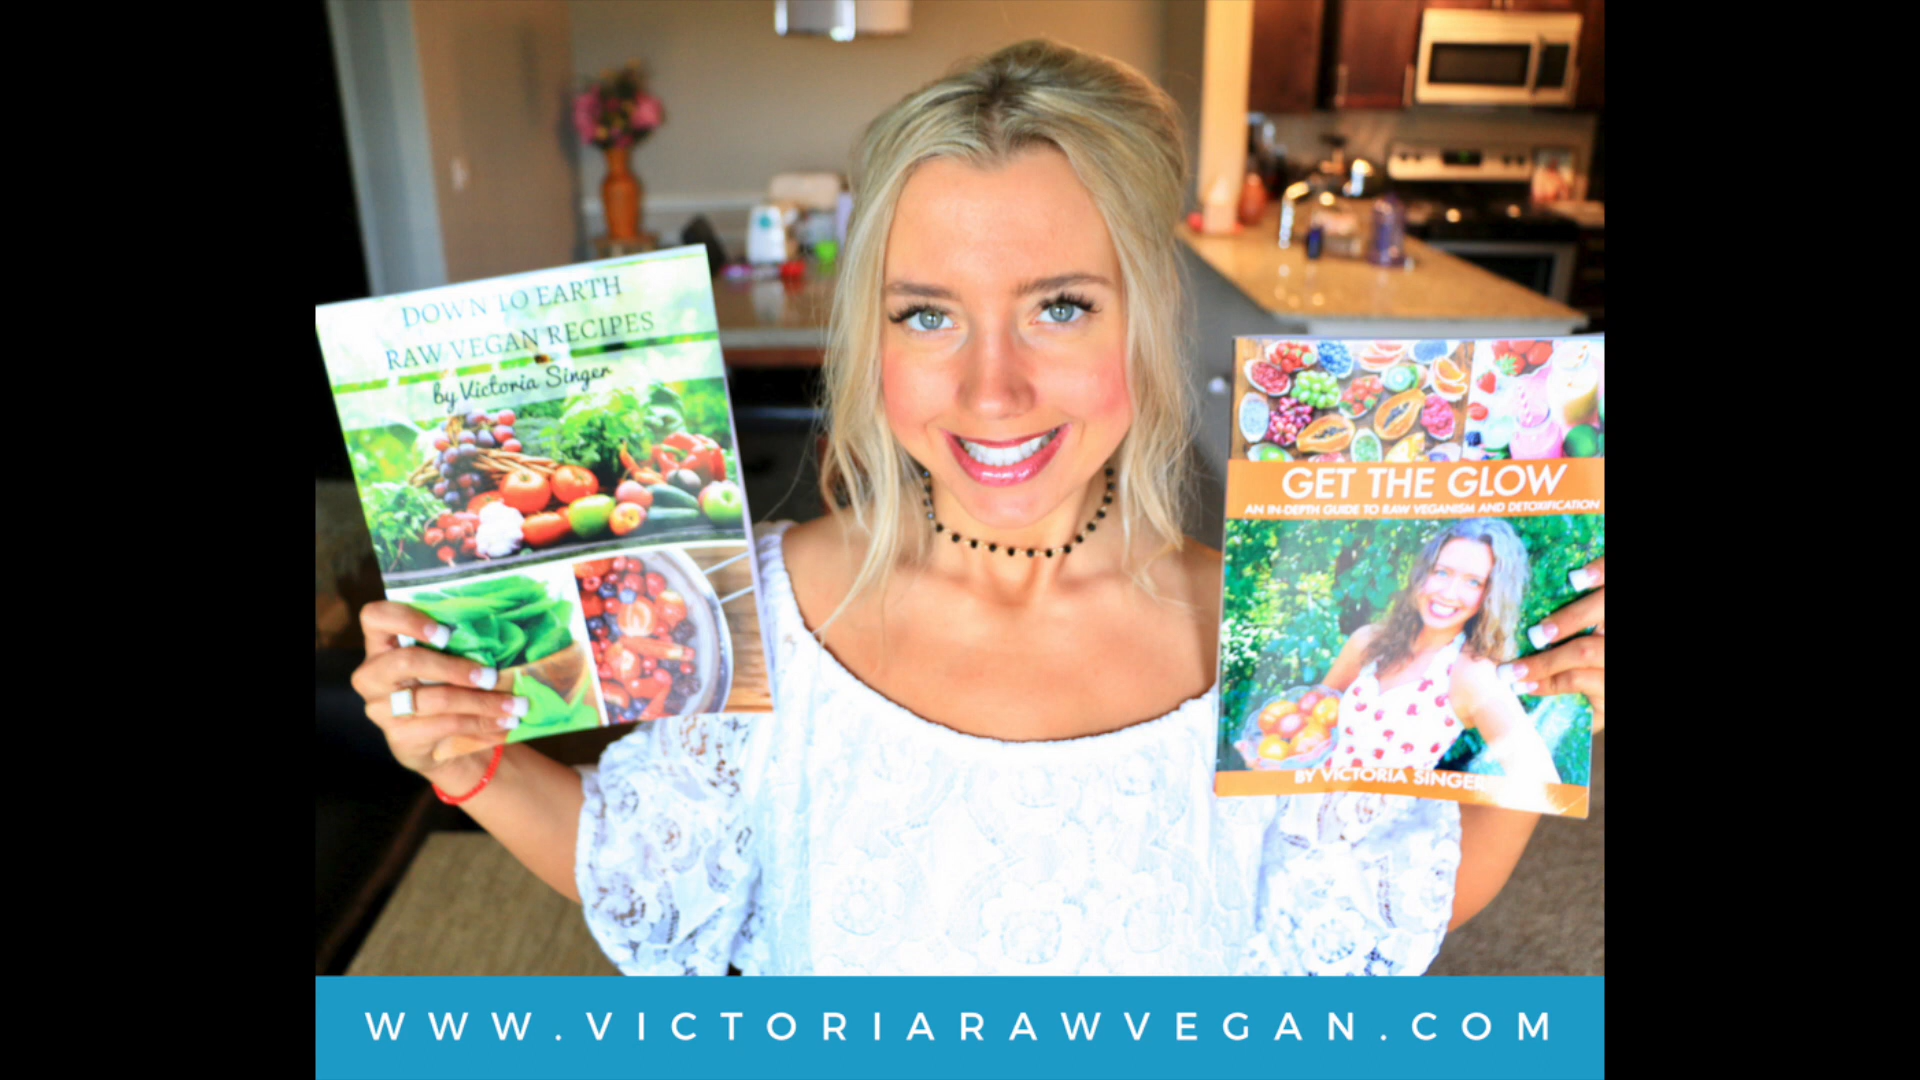 DOWN TO EARTH
RAW VEGAN RECIPES
by Victoria Singer
GET THE GLOW
AN IN-DEPTH GUIDE TO RAW VEGANISM AND DETOXIFICATION
BY VICTORIA SINGER
WWW.VICTORIARAWVEGAN.COM